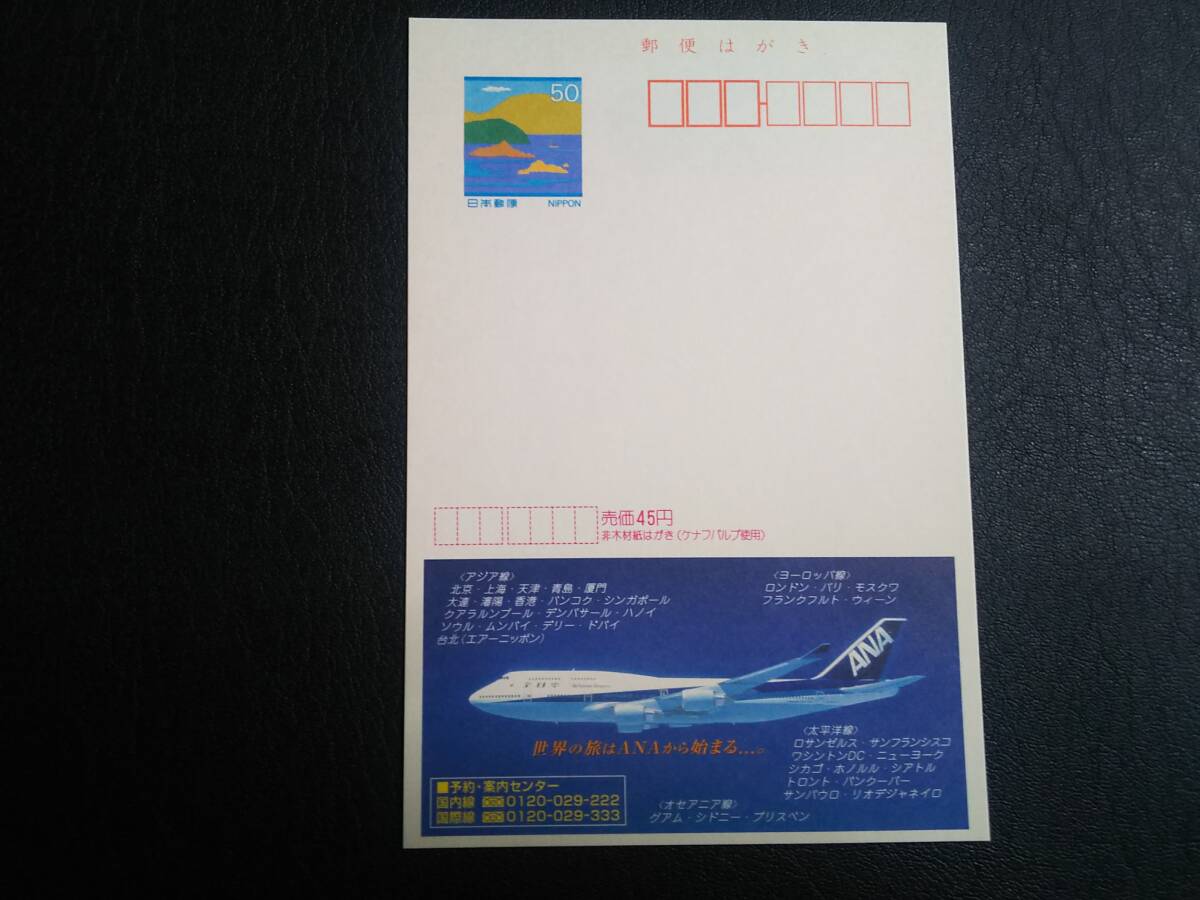 郵便はがき
50
日本郵便 NIPPON
売価45円
非木材紙はがき(ケナフパルプ使用)
〈アジア線〉
北京・上海・天津・青島・厦門
大連・瀋陽・香港・バンコク・シンガポール
クアラルンプール・デンパサール・ハノイ
ソウル・ムンバイ・デリー・ドバイ
台北(エアーニッポン)
〈ヨーロッパ線〉
ロンドン・パリ・モスクワ
フランクフルト・ウィーン
ANA
全日空
世界の旅はANAから始まる…。
〈太平洋線〉
ロサンゼルス・サンフランシスコ
ワシントンDC・ニューヨーク
シカゴ・ホノルル・シアトル
トロント・バンクーバー
サンパウロ・リオデジャネイロ
〈オセアニア線〉
グアム・シドニー・ブリスベン
■予約・案内センター
国内線 0120-029-222
国際線 0120-029-333